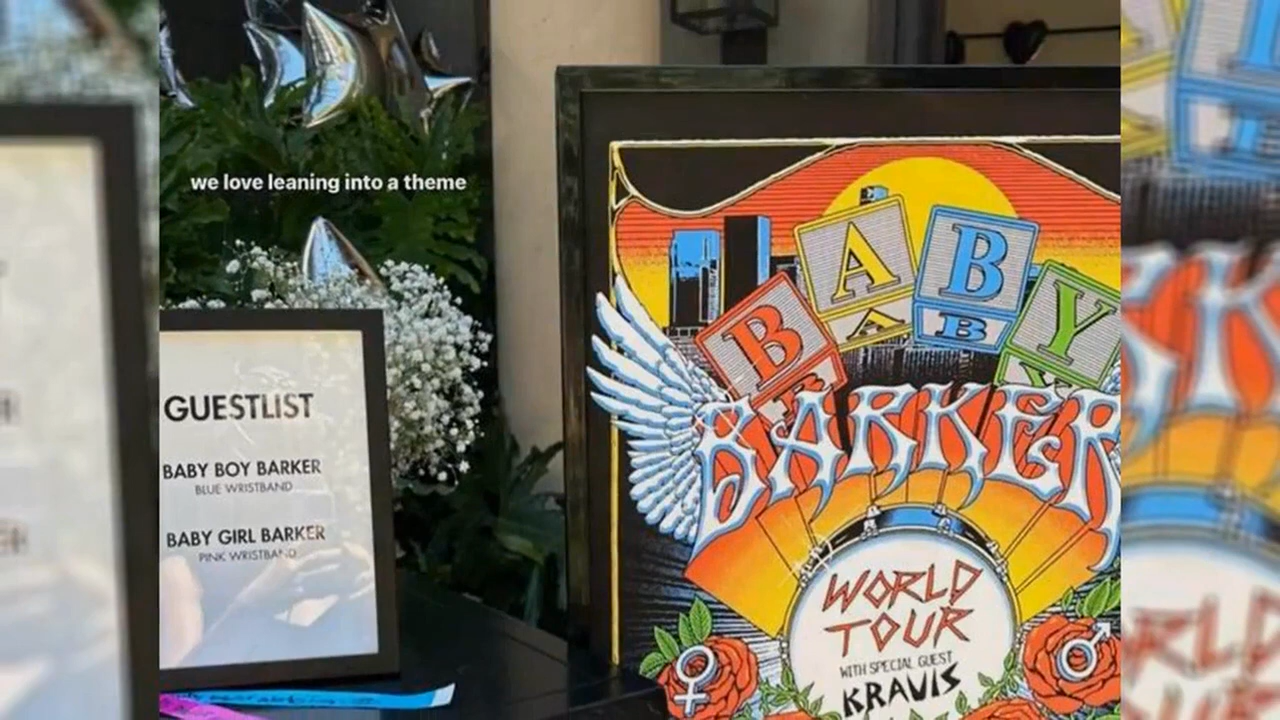 we love leaning into a theme
GUESTLIST
BABY BOY BARKER
BLUE WRISTBAND
BABY GIRL BARKER
PINK WRISTBAND
BABY
BARKER
WORLD
TOUR
WITH SPECIAL GUEST
KRAVIS